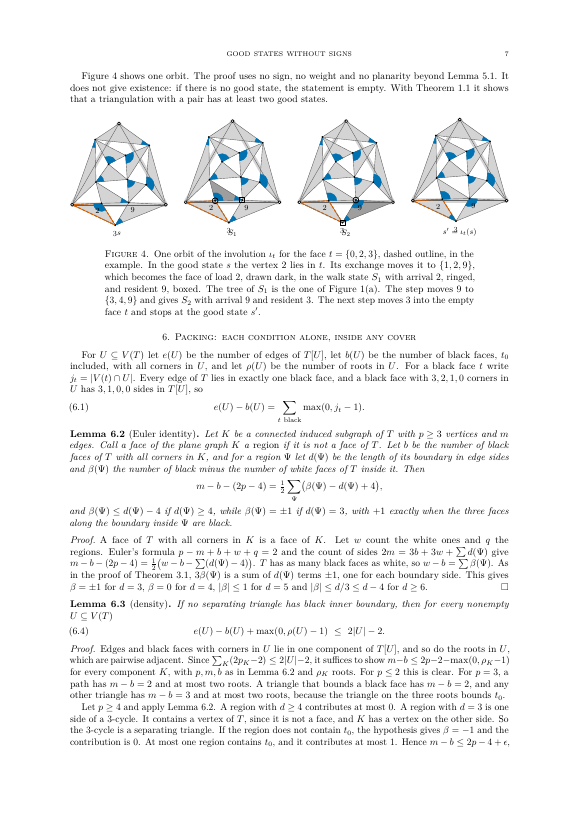 GOOD STATES WITHOUT SIGNS 7
Figure 4 shows one orbit. The proof uses no sign, no weight and no planarity beyond Lemma 5.1. It
does not give existence: if there is no good state, the statement is empty. With Theorem 1.1 it shows
that a triangulation with a pair has at least two good states.
2 9 2 9 2 9 2 9
3s S₁ S₂ s′ = ι_t(s)
Figure 4. One orbit of the involution ι_t for the face t = {0, 2, 3}, dashed outline, in the
example. In the good state s the vertex 2 lies in t. Its exchange moves it to {1, 2, 9},
which becomes the face of load 2, drawn dark, in the walk state S₁ with arrival 2, ringed,
and resident 9, boxed. The tree of S₁ is the one of Figure 1(a). The step moves 9 to
{3, 4, 9} and gives S₂ with arrival 9 and resident 3. The next step moves 3 into the empty
face t and stops at the good state s′.
6. Packing: each condition alone, inside any cover
For U ⊆ V(T) let e(U) be the number of edges of T[U], let b(U) be the number of black faces, t₀
included, with all corners in U, and let ρ(U) be the number of roots in U. For a black face t write
j_t = |V(t) ∩ U|. Every edge of T lies in exactly one black face, and a black face with 3, 2, 1, 0 corners in
U has 3, 1, 0, 0 sides in T[U], so
(6.1) e(U) − b(U) = ∑_{t black} max(0, j_t − 1).
Lemma 6.2 (Euler identity). Let K be a connected induced subgraph of T with p ≥ 3 vertices and m
edges. Call a face of the plane graph K a region if it is not a face of T. Let b be the number of black
faces of T with all corners in K, and for a region Ψ let d(Ψ) be the length of its boundary in edge sides
and β(Ψ) the number of black minus the number of white faces of T inside it. Then
m − b − (2p − 4) = ½ ∑_Ψ (β(Ψ) − d(Ψ) + 4),
and β(Ψ) ≤ d(Ψ) − 4 if d(Ψ) ≥ 4, while β(Ψ) = ±1 if d(Ψ) = 3, with +1 exactly when the three faces
along the boundary inside Ψ are black.
Proof. A face of T with all corners in K is a face of K. Let w count the white ones and q the
regions. Euler's formula p − m + b + w + q = 2 and the count of sides 2m = 3b + 3w + ∑ d(Ψ) give
m − b − (2p − 4) = ½(w − b − ∑(d(Ψ) − 4)). T has as many black faces as white, so w − b = ∑ β(Ψ). As
in the proof of Theorem 3.1, 3β(Ψ) is a sum of d(Ψ) terms ±1, one for each boundary side. This gives
β = ±1 for d = 3, β = 0 for d = 4, |β| ≤ 1 for d = 5 and |β| ≤ d/3 ≤ d − 4 for d ≥ 6. □
Lemma 6.3 (density). If no separating triangle has black inner boundary, then for every nonempty
U ⊆ V(T)
(6.4) e(U) − b(U) + max(0, ρ(U) − 1) ≤ 2|U| − 2.
Proof. Edges and black faces with corners in U lie in one component of T[U], and so do the roots in U,
which are pairwise adjacent. Since ∑_K(2p_K − 2) ≤ 2|U| − 2, it suffices to show m − b ≤ 2p − 2 − max(0, ρ_K − 1)
for every component K, with p, m, b as in Lemma 6.2 and ρ_K roots. For p ≤ 2 this is clear. For p = 3, a
path has m − b = 2 and at most two roots. A triangle that bounds a black face has m − b = 2, and any
other triangle has m − b = 3 and at most two roots, because the triangle on the three roots bounds t₀.
Let p ≥ 4 and apply Lemma 6.2. A region with d ≥ 4 contributes at most 0. A region with d = 3 is one
side of a 3-cycle. It contains a vertex of T, since it is not a face, and K has a vertex on the other side. So
the 3-cycle is a separating triangle. If the region does not contain t₀, the hypothesis gives β = −1 and the
contribution is 0. At most one region contains t₀, and it contributes at most 1. Hence m − b ≤ 2p − 4 + ϵ,